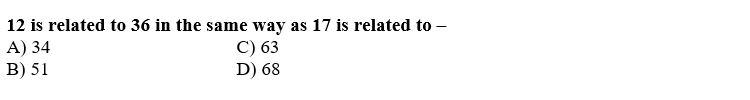 12 is related to 36 in the same way as 17 is related to –
A) 34 C) 63
B) 51 D) 68